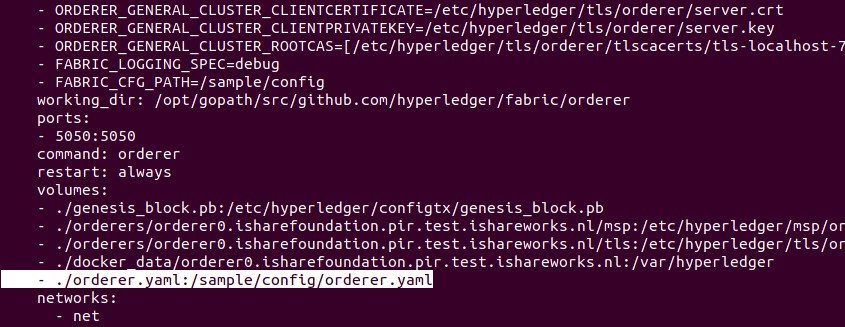 - ORDERER_GENERAL_CLUSTER_CLIENTCERTIFICATE=/etc/hyperledger/tls/orderer/server.crt
- ORDERER_GENERAL_CLUSTER_CLIENTPRIVATEKEY=/etc/hyperledger/tls/orderer/server.key
- ORDERER_GENERAL_CLUSTER_ROOTCAS=[/etc/hyperledger/tls/orderer/tlscacerts/tls-localhost-7
- FABRIC_LOGGING_SPEC=debug
- FABRIC_CFG_PATH=/sample/config
working_dir: /opt/gopath/src/github.com/hyperledger/fabric/orderer
ports:
- 5050:5050
command: orderer
restart: always
volumes:
- ./genesis_block.pb:/etc/hyperledger/configtx/genesis_block.pb
- ./orderers/orderer0.isharefoundation.pir.test.ishareworks.nl/msp:/etc/hyperledger/msp/or
- ./orderers/orderer0.isharefoundation.pir.test.ishareworks.nl/tls:/etc/hyperledger/tls/or
- ./docker_data/orderer0.isharefoundation.pir.test.ishareworks.nl:/var/hyperledger
- ./orderer.yaml:/sample/config/orderer.yaml
networks:
- net